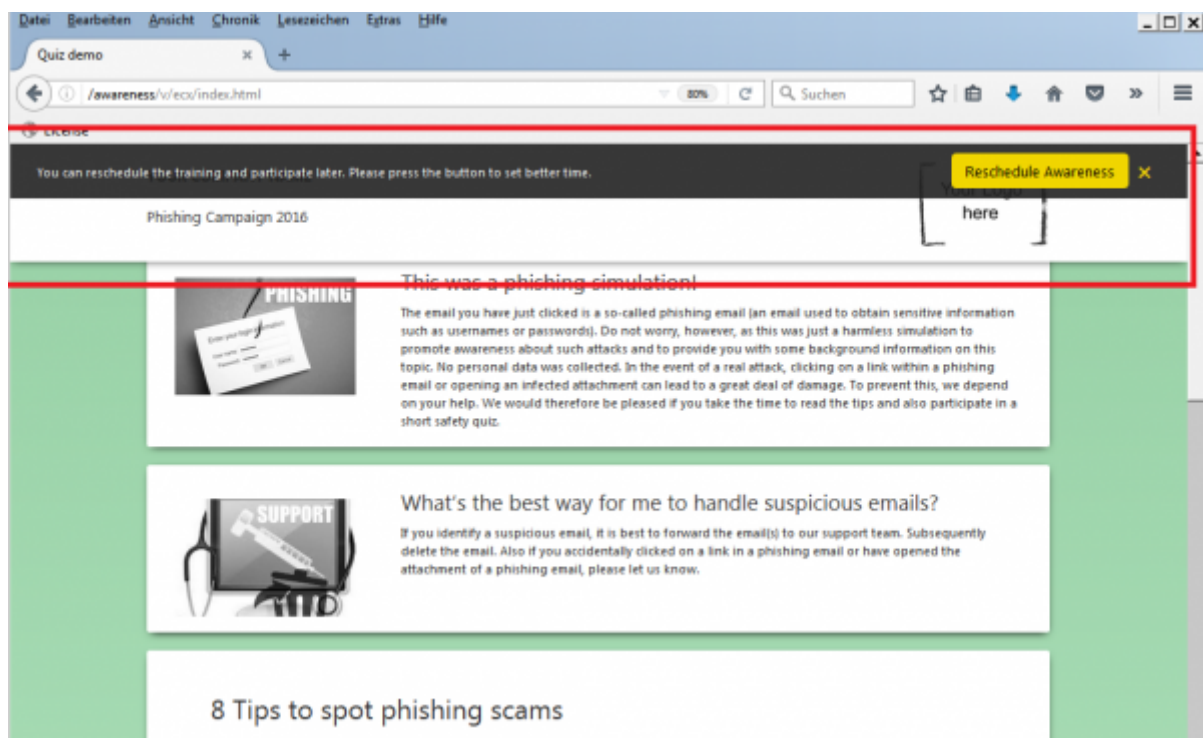 Datei Bearbeiten Ansicht Chronik Lesezeichen Extras Hilfe
Quiz demo
/awareness/v/ecx/index.html
80%
Suchen
License
You can reschedule the training and participate later. Please press the button to set better time.
Reschedule Awareness
Your Logo
here
Phishing Campaign 2016
PHISHING
This was a phishing simulation!
The email you have just clicked is a so-called phishing email (an email used to obtain sensitive information
such as usernames or passwords). Do not worry, however, as this was just a harmless simulation to
promote awareness about such attacks and to provide you with some background information on this
topic. No personal data was collected. In the event of a real attack, clicking on a link within a phishing
email or opening an infected attachment can lead to a great deal of damage. To prevent this, we depend
on your help. We would therefore be pleased if you take the time to read the tips and also participate in a
short safety quiz.
SUPPORT
What's the best way for me to handle suspicious emails?
If you identify a suspicious email, it is best to forward the email(s) to our support team. Subsequently
delete the email. Also if you accidentally clicked on a link in a phishing email or have opened the
attachment of a phishing email, please let us know.
8 Tips to spot phishing scams